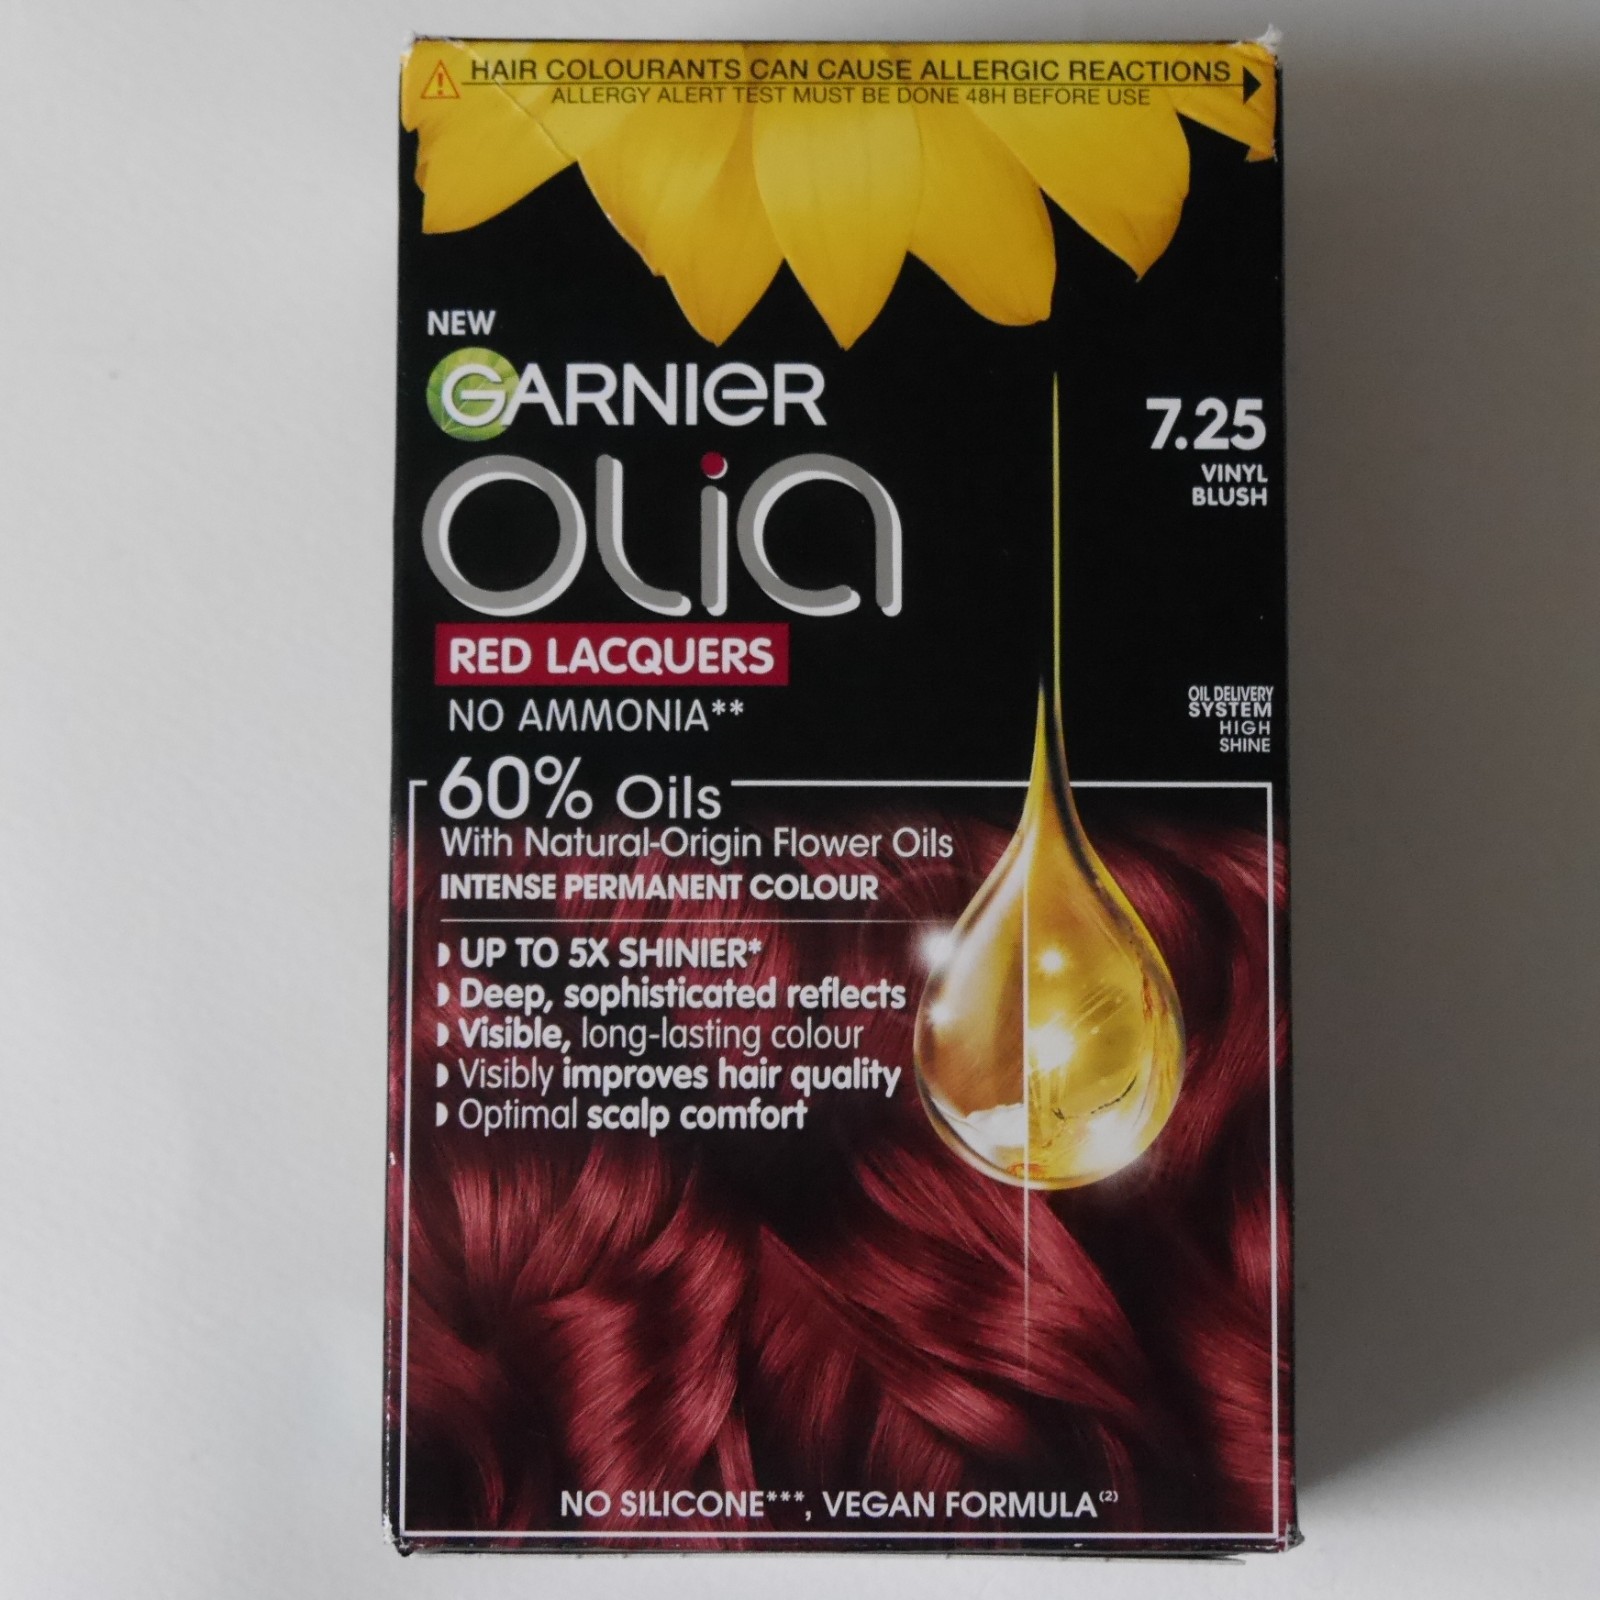 HAIR COLOURANTS CAN CAUSE ALLERGIC REACTIONS
ALLERGY ALERT TEST MUST BE DONE 48H BEFORE USE
NEW
GARNIER
OLIA
7.25
VINYL
BLUSH
RED LACQUERS
NO AMMONIA**
OIL DELIVERY
SYSTEM
HIGH
SHINE
60% Oils
With Natural-Origin Flower Oils
INTENSE PERMANENT COLOUR
UP TO 5X SHINIER*
Deep, sophisticated reflects
Visible, long-lasting colour
Visibly improves hair quality
Optimal scalp comfort
NO SILICONE***, VEGAN FORMULA(2)